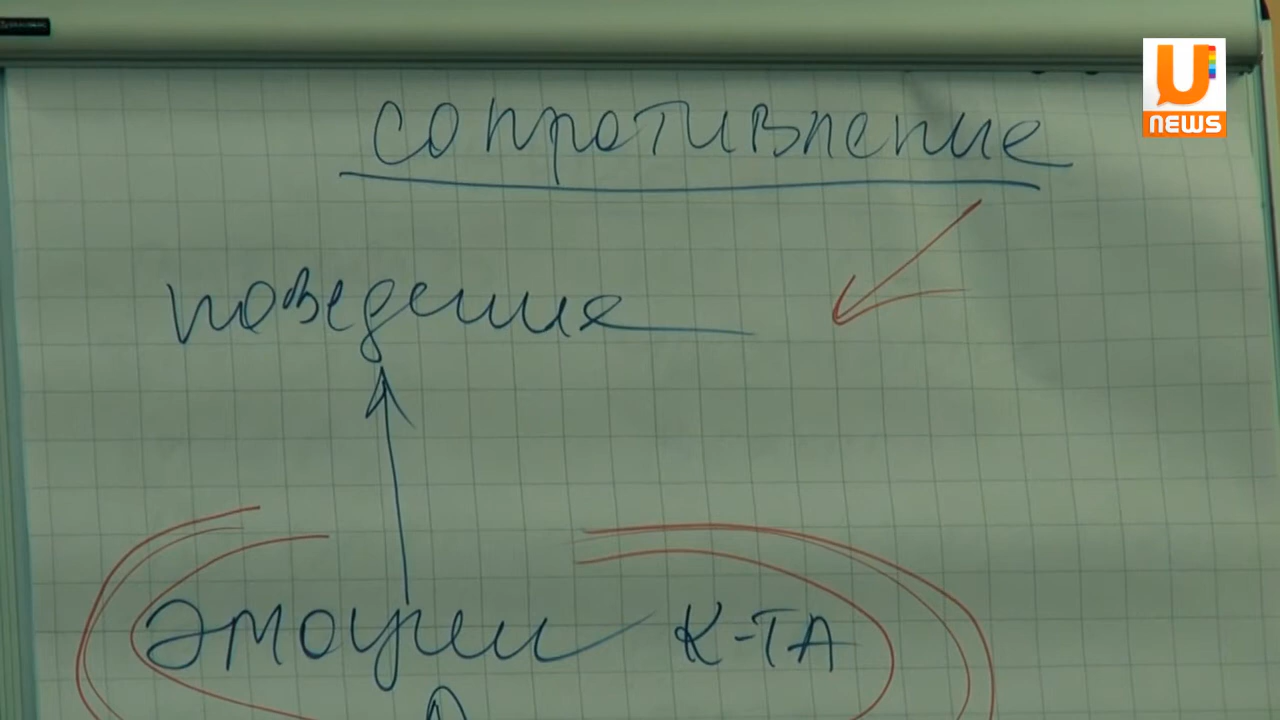 U
NEWS
сопротивление
поведение
эмоции к-та